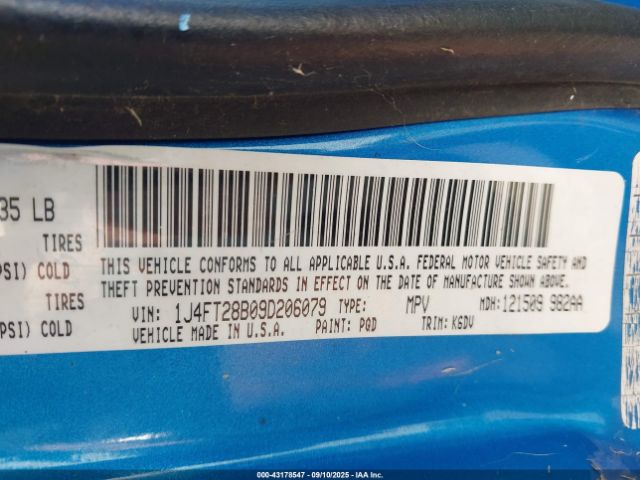 35 LB
TIRES
PSI) COLD
TIRES
PSI) COLD
THIS VEHICLE CONFORMS TO ALL APPLICABLE U.S.A. FEDERAL MOTOR VEHICLE SAFETY AND
THEFT PREVENTION STANDARDS IN EFFECT ON THE DATE OF MANUFACTURE SHOWN ABOVE.
VIN: 1J4FT28B09D206079 TYPE: MPV MDH: 121509 982AA
VEHICLE MADE IN U.S.A. PAINT: PQD TRIM: K6DV
000-43178547 - 09/10/2025 - IAA Inc.